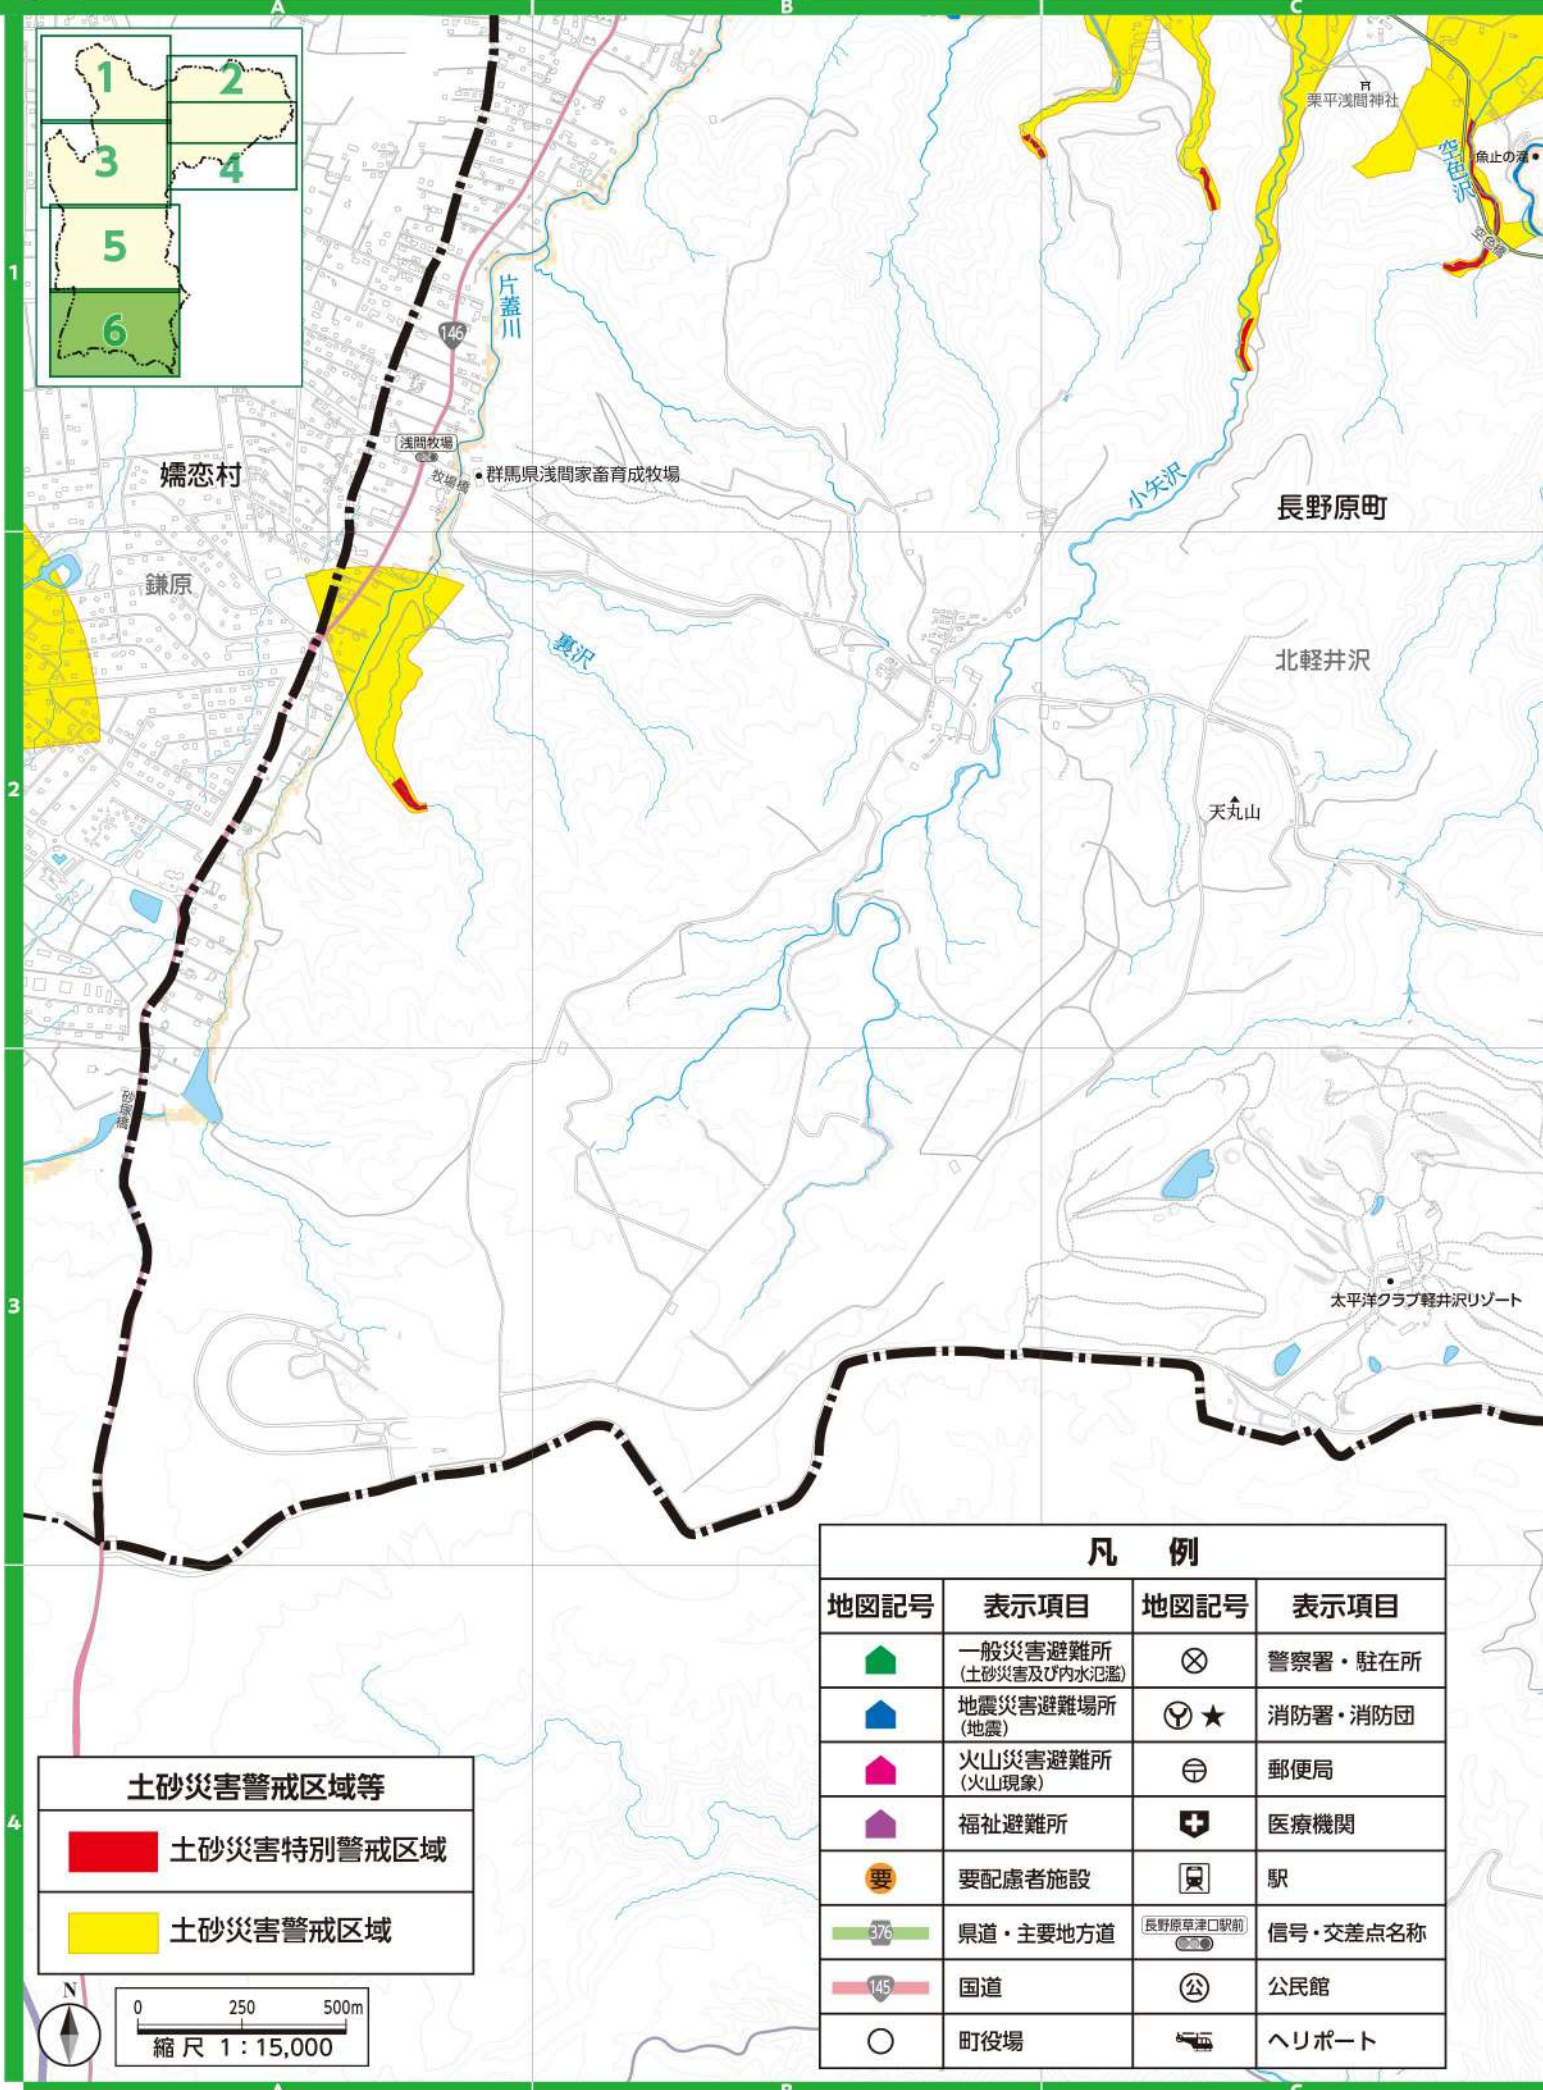 A
B
C
1
2
3
4
1
2
3
4
5
6
栗平浅間神社
空色沢
魚止の滝
空色橋
片蓋川
146
浅間牧場
牧場橋
群馬県浅間家畜育成牧場
嬬恋村
小矢沢
長野原町
鎌原
裏沢
北軽井沢
天丸山
砂塚橋
太平洋クラブ軽井沢リゾート
凡 例
地図記号 表示項目 地図記号 表示項目
一般災害避難所 警察署・駐在所
(土砂災害及び内水氾濫)
地震災害避難場所 消防署・消防団
(地震)
火山災害避難所 郵便局
(火山現象)
福祉避難所 医療機関
要 要配慮者施設 駅
376 県道・主要地方道 長野原草津口駅前 信号・交差点名称
145 国道 公 公民館
町役場 ヘリポート
土砂災害警戒区域等
土砂災害特別警戒区域
土砂災害警戒区域
N
0 250 500m
縮尺 1:15,000